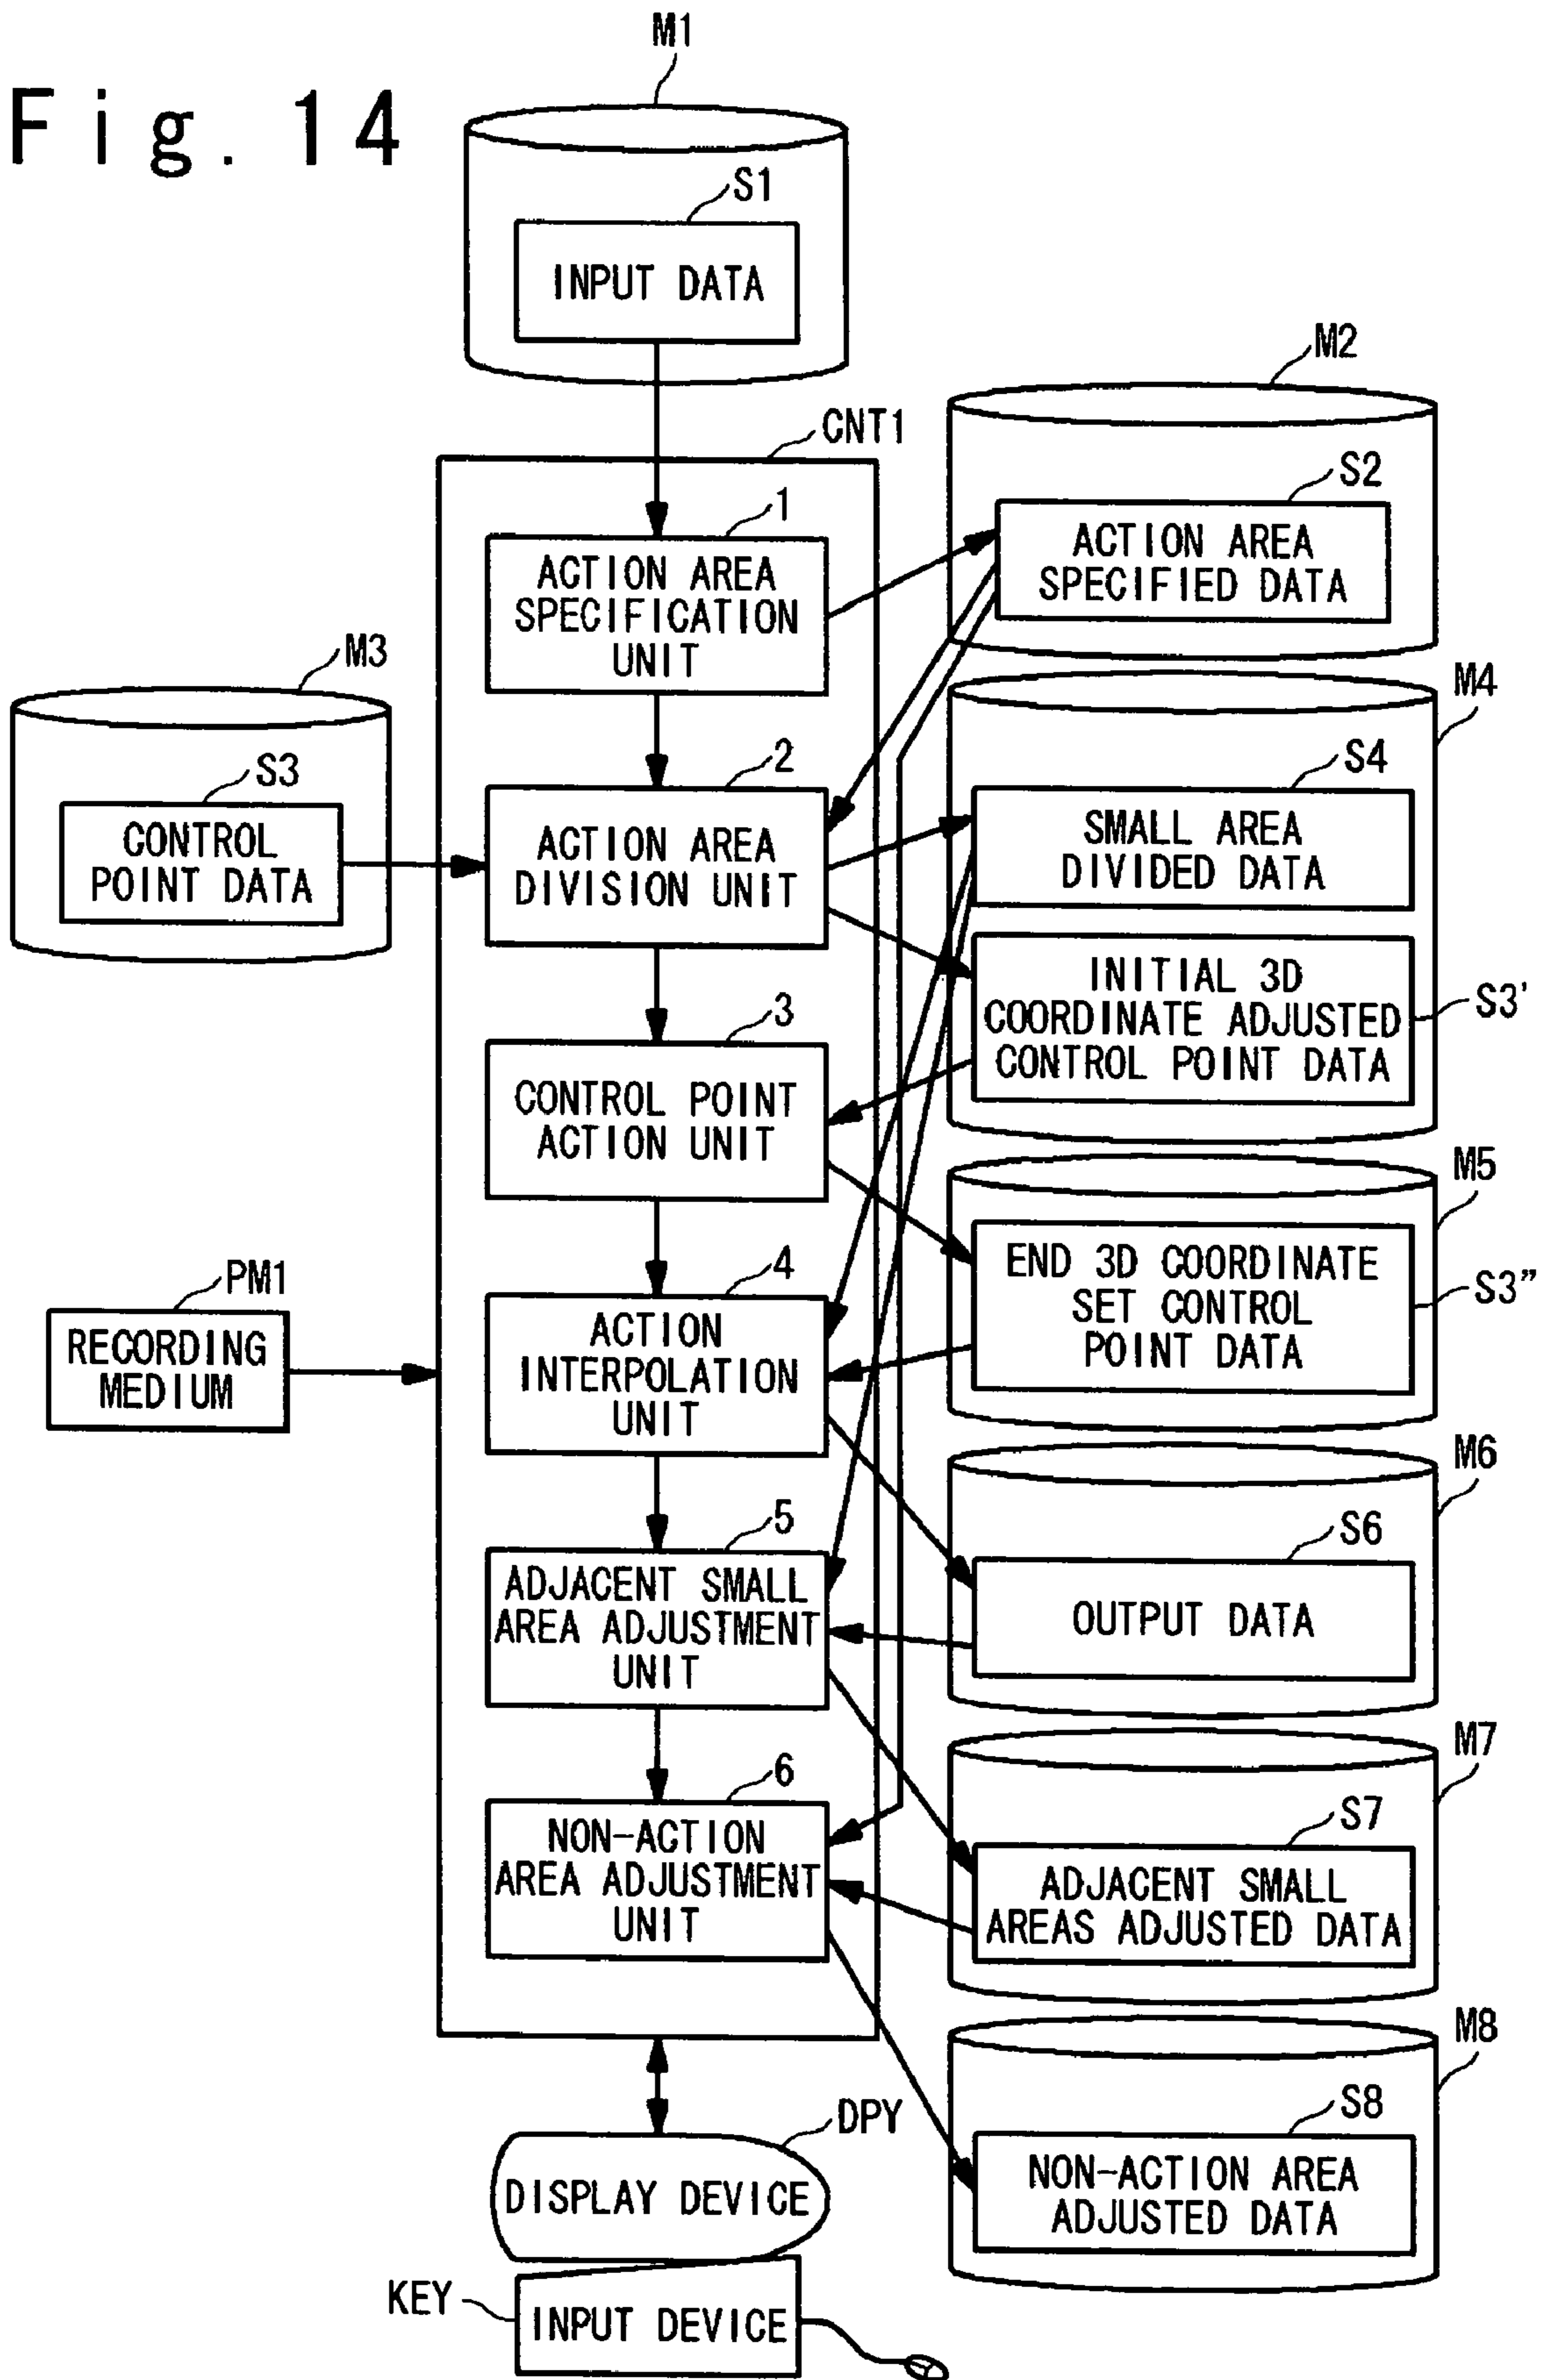 Fig. 14
M1
S1
INPUT DATA
M2
CNT1
S2
1
ACTION AREA
SPECIFIED DATA
ACTION AREA
SPECIFICATION
UNIT
M3
M4
S3
2
S4
CONTROL
POINT DATA
ACTION AREA
DIVISION UNIT
SMALL AREA
DIVIDED DATA
INITIAL 3D
COORDINATE ADJUSTED
CONTROL POINT DATA
S3'
3
CONTROL POINT
ACTION UNIT
M5
END 3D COORDINATE
SET CONTROL
POINT DATA
S3”
PM1
RECORDING
MEDIUM
4
ACTION
INTERPOLATION
UNIT
M6
5
S6
ADJACENT SMALL
AREA ADJUSTMENT
UNIT
OUTPUT DATA
M7
6
S7
NON-ACTION
AREA ADJUSTMENT
UNIT
ADJACENT SMALL
AREAS ADJUSTED DATA
M8
DPY
S8
DISPLAY DEVICE
NON-ACTION AREA
ADJUSTED DATA
KEY
INPUT DEVICE